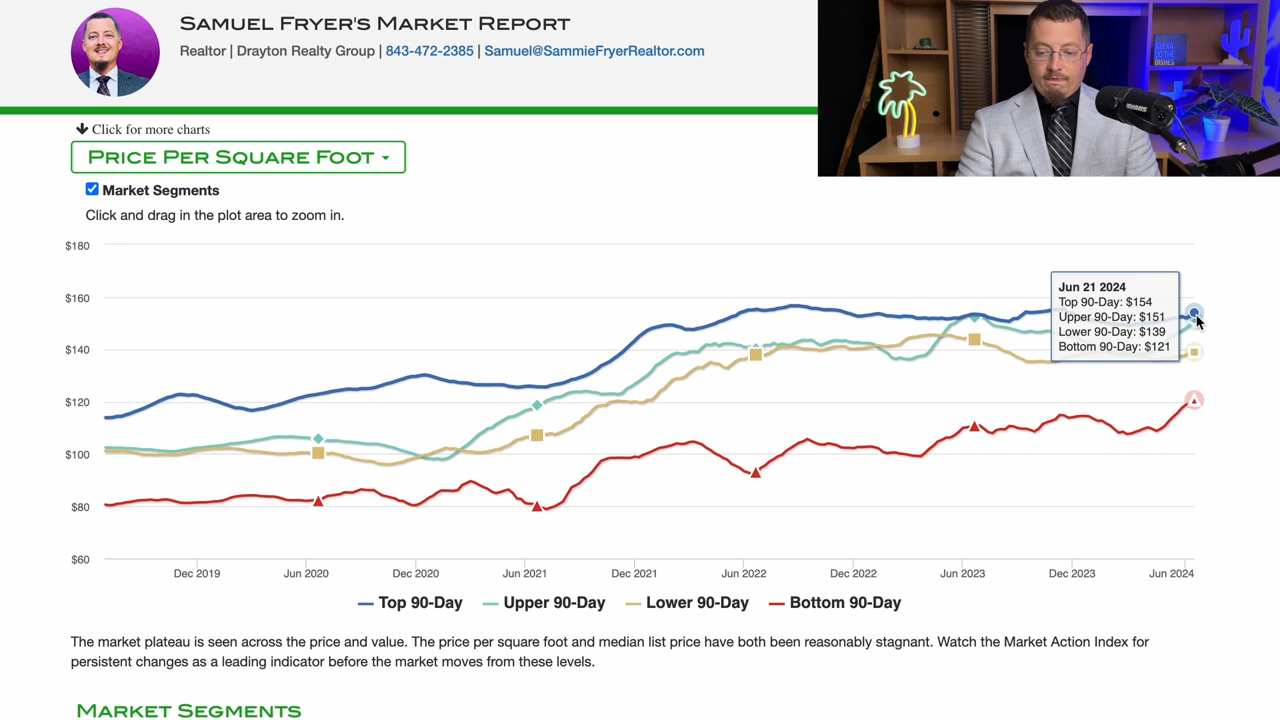 SAMUEL FRYER'S MARKET REPORT
Realtor | Drayton Realty Group | 843-472-2385 | Samuel@SammieFryerRealtor.com
ALEXA
DO THE
DISHES
Click for more charts
PRICE PER SQUARE FOOT
Market Segments
Click and drag in the plot area to zoom in.
$180
$160
$140
$120
$100
$80
$60
Jun 21 2024
Top 90-Day: $154
Upper 90-Day: $151
Lower 90-Day: $139
Bottom 90-Day: $121
Dec 2019 Jun 2020 Dec 2020 Jun 2021 Dec 2021 Jun 2022 Dec 2022 Jun 2023 Dec 2023 Jun 2024
Top 90-Day Upper 90-Day Lower 90-Day Bottom 90-Day
The market plateau is seen across the price and value. The price per square foot and median list price have both been reasonably stagnant. Watch the Market Action Index for
persistent changes as a leading indicator before the market moves from these levels.
MARKET SEGMENTS